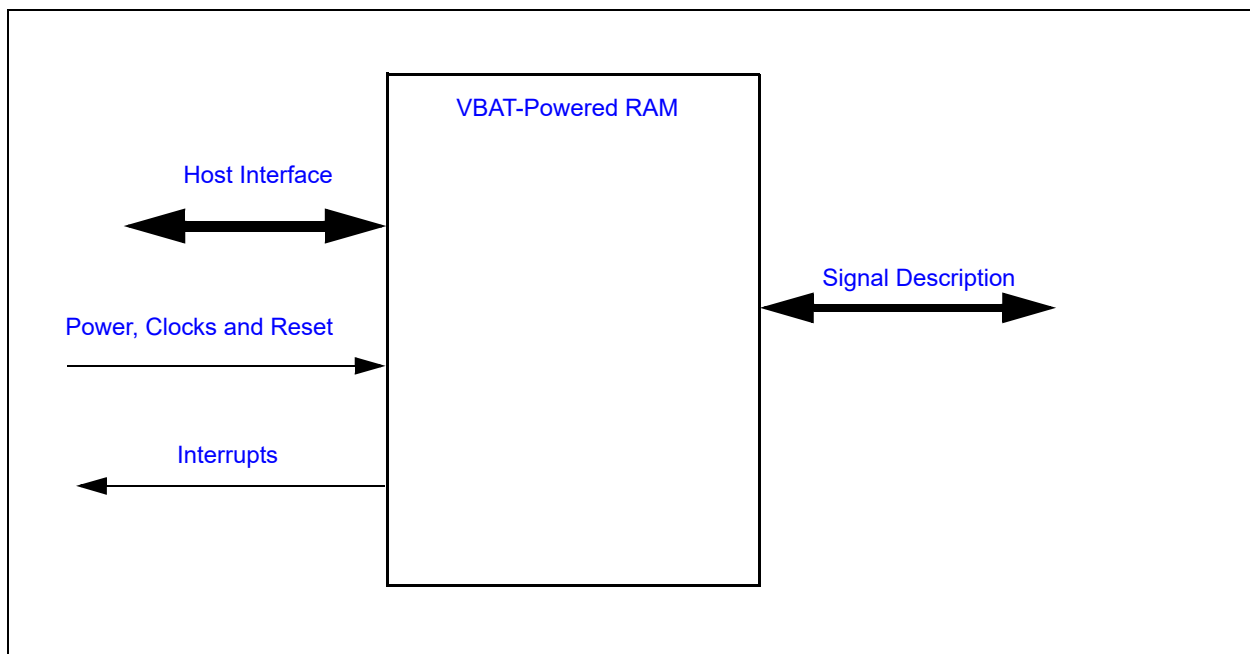 VBAT-Powered RAM
Host Interface
Signal Description
Power, Clocks and Reset
Interrupts